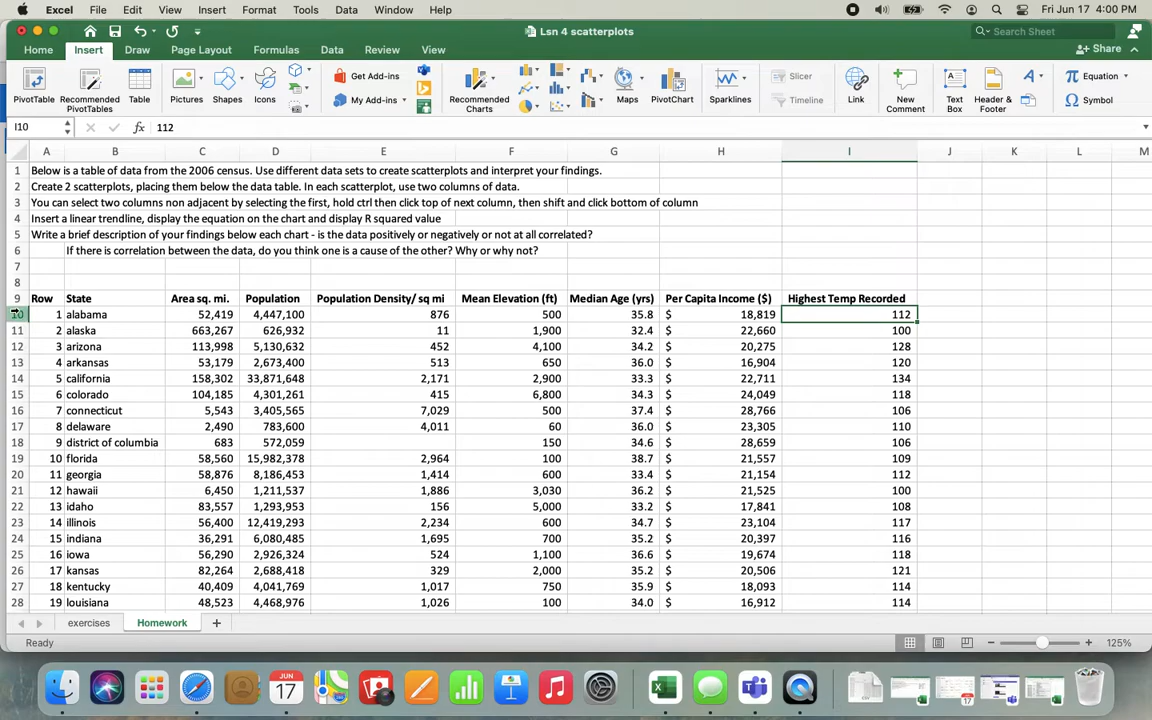 Excel File Edit View Insert Format Tools Data Window Help Fri Jun 17 4:00 PM
Lsn 4 scatterplots Search Sheet
Home Insert Draw Page Layout Formulas Data Review View Share
PivotTable Recommended PivotTables Table Pictures Shapes Icons Get Add-ins My Add-ins Recommended Charts Maps PivotChart Sparklines Slicer Timeline Link New Comment Text Box Header & Footer Equation Symbol
I10 fx 112
A B C D E F G H I J K L M
1 Below is a table of data from the 2006 census. Use different data sets to create scatterplots and interpret your findings.
2 Create 2 scatterplots, placing them below the data table. In each scatterplot, use two columns of data.
3 You can select two columns non adjacent by selecting the first, hold ctrl then click top of next column, then shift and click bottom of column
4 Insert a linear trendline, display the equation on the chart and display R squared value
5 Write a brief description of your findings below each chart - is the data positively or negatively or not at all correlated?
6 If there is correlation between the data, do you think one is a cause of the other? Why or why not?
7
8
9 Row State Area sq. mi. Population Population Density/ sq mi Mean Elevation (ft) Median Age (yrs) Per Capita Income ($) Highest Temp Recorded
10 1 alabama 52,419 4,447,100 876 500 35.8 $ 18,819 112
11 2 alaska 663,267 626,932 11 1,900 32.4 $ 22,660 100
12 3 arizona 113,998 5,130,632 452 4,100 34.2 $ 20,275 128
13 4 arkansas 53,179 2,673,400 513 650 36.0 $ 16,904 120
14 5 california 158,302 33,871,648 2,171 2,900 33.3 $ 22,711 134
15 6 colorado 104,185 4,301,261 415 6,800 34.3 $ 24,049 118
16 7 connecticut 5,543 3,405,565 7,029 500 37.4 $ 28,766 106
17 8 delaware 2,490 783,600 4,011 60 36.0 $ 23,305 110
18 9 district of columbia 683 572,059 150 34.6 $ 28,659 106
19 10 florida 58,560 15,982,378 2,964 100 38.7 $ 21,557 109
20 11 georgia 58,876 8,186,453 1,414 600 33.4 $ 21,154 112
21 12 hawaii 6,450 1,211,537 1,886 3,030 36.2 $ 21,525 100
22 13 idaho 83,557 1,293,953 156 5,000 33.2 $ 17,841 108
23 14 illinois 56,400 12,419,293 2,234 600 34.7 $ 23,104 117
24 15 indiana 36,291 6,080,485 1,695 700 35.2 $ 20,397 116
25 16 iowa 56,290 2,926,324 524 1,100 36.6 $ 19,674 118
26 17 kansas 82,264 2,688,418 329 2,000 35.2 $ 20,506 121
27 18 kentucky 40,409 4,041,769 1,017 750 35.9 $ 18,093 114
28 19 louisiana 48,523 4,468,976 1,026 100 34.0 $ 16,912 114
exercises Homework
Ready 125%
JUN 17